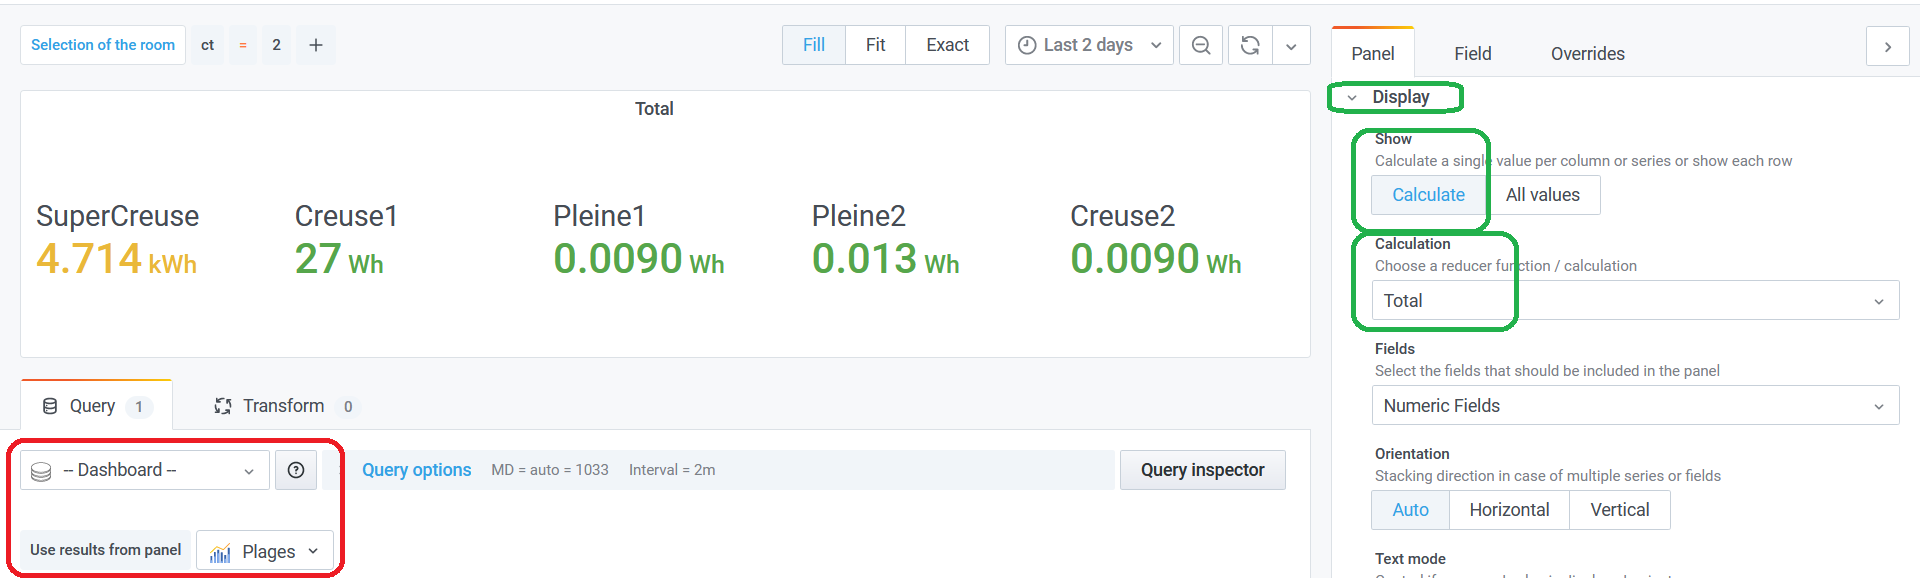 Selection of the room ct = 2 +
Fill Fit Exact
Last 2 days
Total
SuperCreuse
4.714 kWh
Creuse1
27 Wh
Pleine1
0.0090 Wh
Pleine2
0.013 Wh
Creuse2
0.0090 Wh
Query 1
Transform 0
-- Dashboard --
?
Query options MD = auto = 1033 Interval = 2m
Query inspector
Use results from panel
Plages
Panel Field Overrides
Display
Show
Calculate a single value per column or series or show each row
Calculate All values
Calculation
Choose a reducer function / calculation
Total
Fields
Select the fields that should be included in the panel
Numeric Fields
Orientation
Stacking direction in case of multiple series or fields
Auto Horizontal Vertical
Text mode